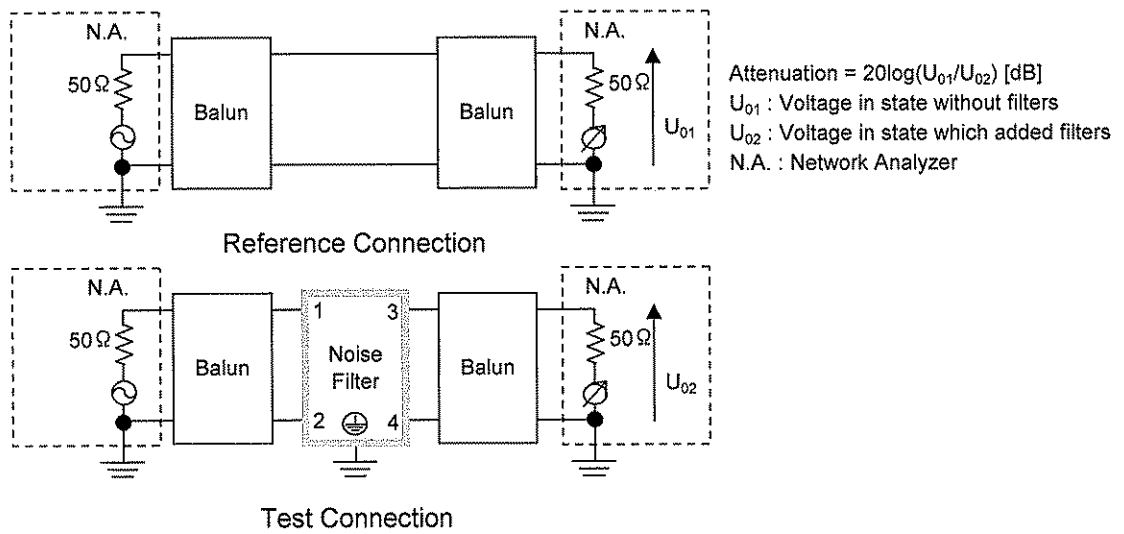 N.A.
50Ω
Balun
Balun
N.A.
50Ω
U01
Attenuation = 20log(U01/U02) [dB]
U01 : Voltage in state without filters
U02 : Voltage in state which added filters
N.A. : Network Analyzer
Reference Connection
N.A.
50Ω
Balun
1 3
Noise
Filter
2 4
Balun
N.A.
50Ω
U02
Test Connection